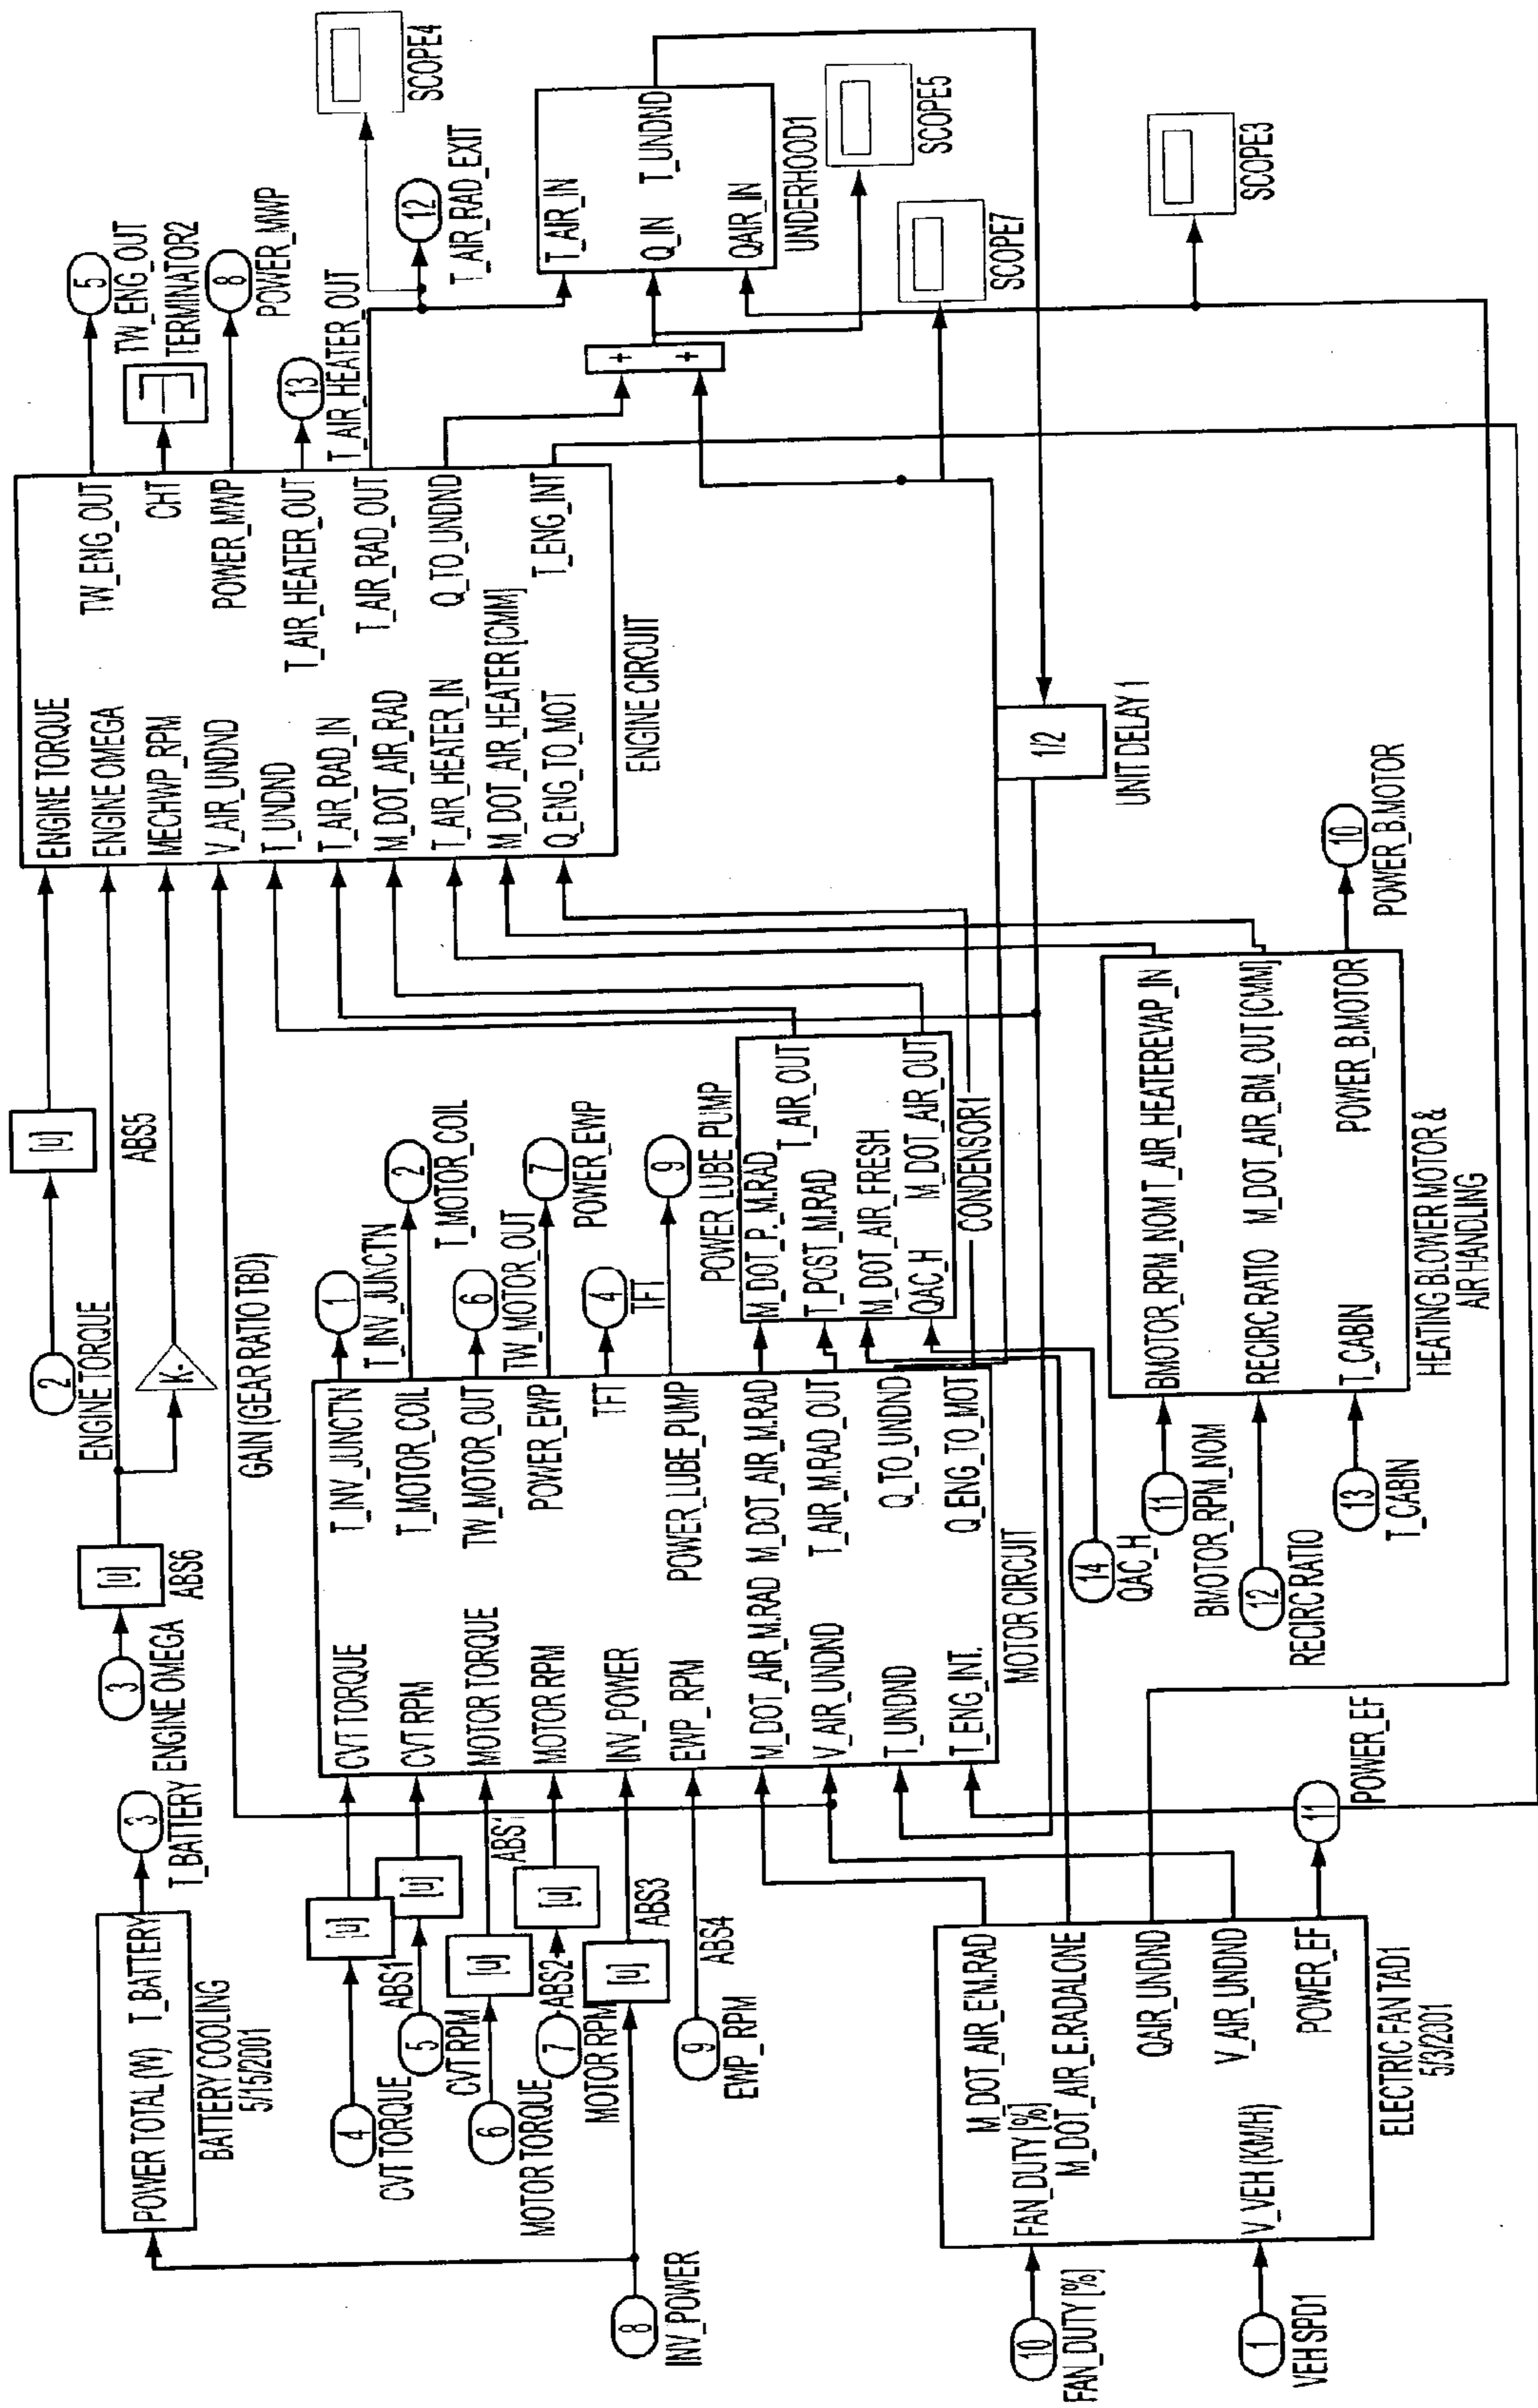 POWER TOTAL (W)
T_BATTERY
BATTERY COOLING
5/15/2001
3
T_BATTERY
3
ENGINE OMEGA
[u]
ABS6
2
ENGINE TORQUE
[u]
ABS5
K.
GAIN (GEAR RATIO TBD)
8
INV_POWER
4
CVT TORQUE
[u]
ABS1
5
CVT RPM
[u]
ABS1
6
MOTOR TORQUE
[u]
ABS2
7
MOTOR RPM
[u]
ABS3
[u]
ABS4
9
EWP_RPM
CVT TORQUE
CVT RPM
MOTOR TORQUE
MOTOR RPM
INV_POWER
EWP_RPM
M_DOT_AIR_M.RAD
V_AIR_UNDND
T_UNDND
T_ENG_INT.
T_INV_JUNCTN
T_MOTOR_COIL
TW_MOTOR_OUT
POWER_EWP
TFT
POWER_LUBE_PUMP
M_DOT_AIR_M.RAD
T_AIR_M.RAD_OUT
Q_TO_UNDND
Q_ENG_TO_MOT
MOTOR CIRCUIT
1
T_INV_JUNCTN
2
T_MOTOR_COIL
6
TW_MOTOR_OUT
7
POWER_EWP
4
TFT
9
POWER LUBE PUMP
M_DOT_P_M.RAD
T_POST_M.RAD
M_DOT_AIR_FRESH
QAC_H
T_AIR_OUT
M_DOT_AIR_OUT
CONDENSOR1
10
FAN_DUTY [%]
1
VEH SPD1
FAN_DUTY [%]
V_VEH (KM/H)
M_DOT_AIR_E'M.RAD
M_DOT_AIR_E.RADALONE
QAIR_UNDND
V_AIR_UNDND
POWER_EF
ELECTRIC FAN TAD1
5/3/2001
11
POWER_EF
14
QAC_H
11
BMOTOR_RPM_NOM
12
RECIRC RATIO
13
T_CABIN
BMOTOR_RPM_NOM
RECIRC RATIO
T_CABIN
T_AIR_HEATEREVAP_IN
M_DOT_AIR_BM_OUT [CMM]
POWER_B.MOTOR
HEATING BLOWER MOTOR &
AIR HANDLING
10
POWER_B.MOTOR
ENGINE TORQUE
ENGINE OMEGA
MECHWP_RPM
V_AIR_UNDND
T_UNDND
T_AIR_RAD_IN
M_DOT_AIR_RAD
T_AIR_HEATER_IN
M_DOT_AIR_HEATER [CMM]
Q_ENG_TO_MOT
TW_ENG_OUT
CHT
POWER_MWP
T_AIR_HEATER_OUT
T_AIR_RAD_OUT
Q_TO_UNDND
T_ENG_INT
ENGINE CIRCUIT
1/2
UNIT DELAY 1
5
TW_ENG_OUT
TERMINATOR2
8
POWER_MWP
13
T_AIR_HEATER_OUT
12
T_AIR_RAD_EXIT
SCOPE4
+
+
T_AIR_IN
Q_IN
QAIR_IN
T_UNDND
UNDERHOOD1
SCOPE5
SCOPE7
SCOPE3